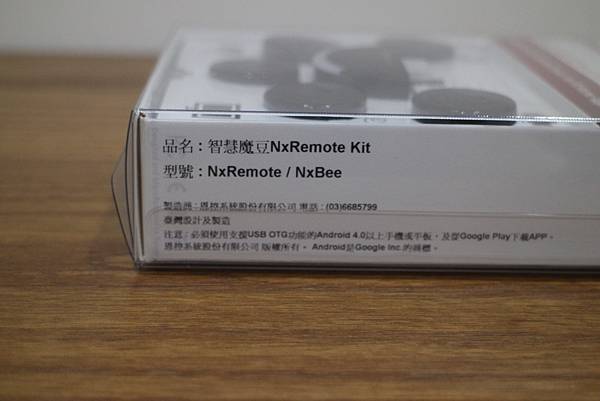 品名：智慧魔豆NxRemote Kit
型號：NxRemote / NxBee
製造商：恩控系統股份有限公司 電話：(03)6685799
臺灣設計及製造
注意：必須使用支援USB OTG功能的Android 4.0以上手機或平板，及從Google Play下載APP。
恩控系統股份有限公司 版權所有。 Android是Google Inc.的商標。